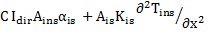 C I_dir A_ins α_is + A_is K_is ∂²T_ins/∂x²